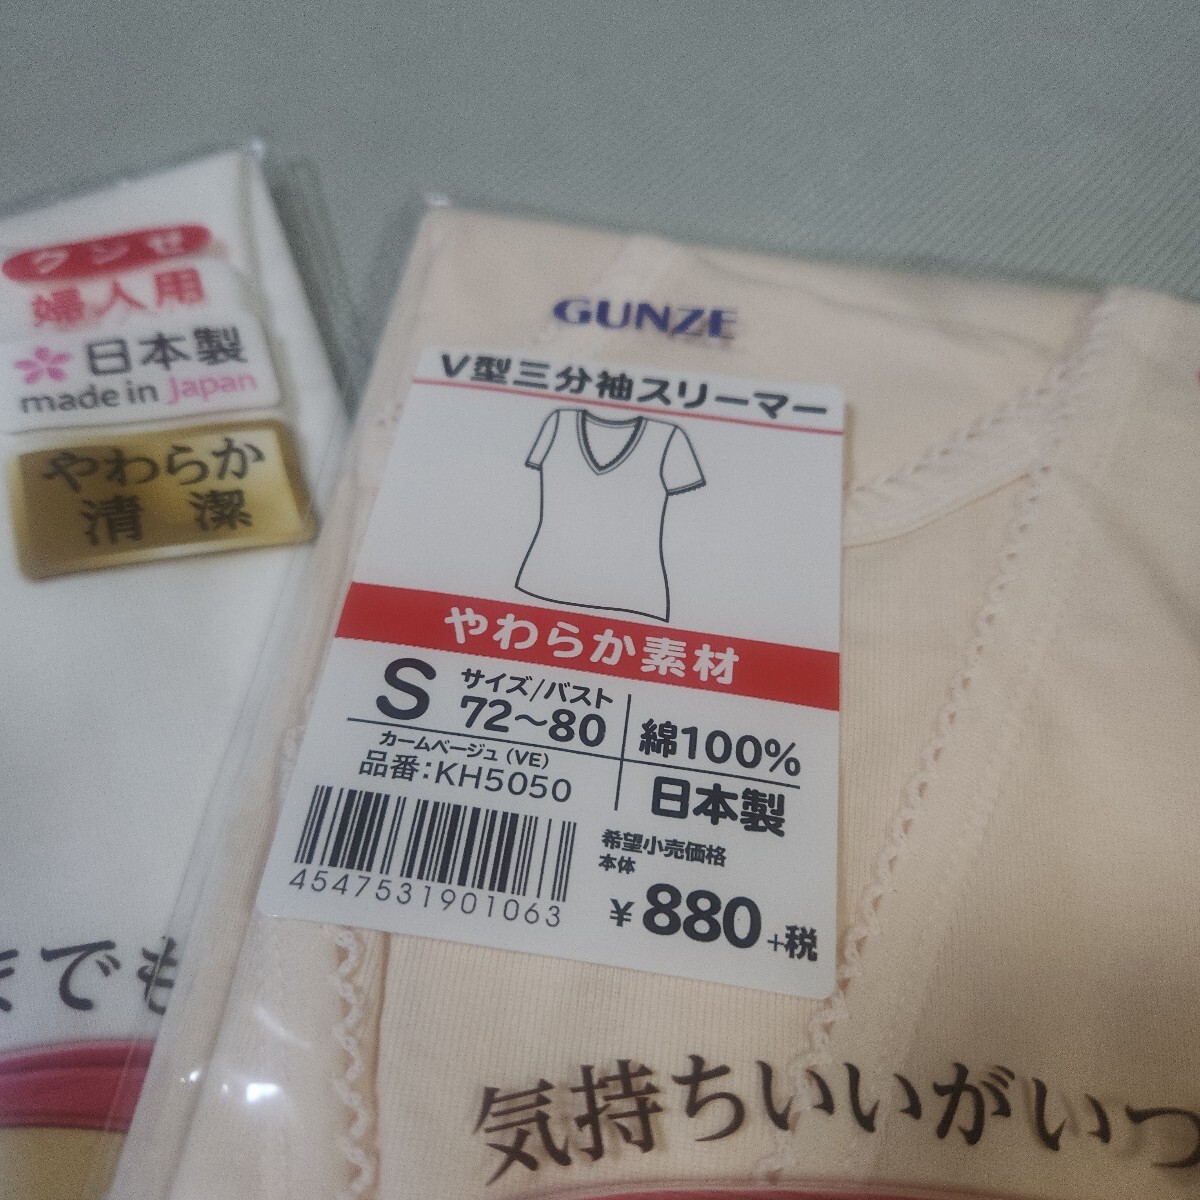 グンゼ
婦人用
日本製
made in Japan
やわらか
清潔
までも
GUNZE
V型三分袖スリーマー
やわらか素材
S
サイズ/バスト
72〜80
カームベージュ(VE)
品番:KH5050
綿100%
日本製
4547531901063
希望小売価格
本体
¥880+税
気持ちいいがいつ